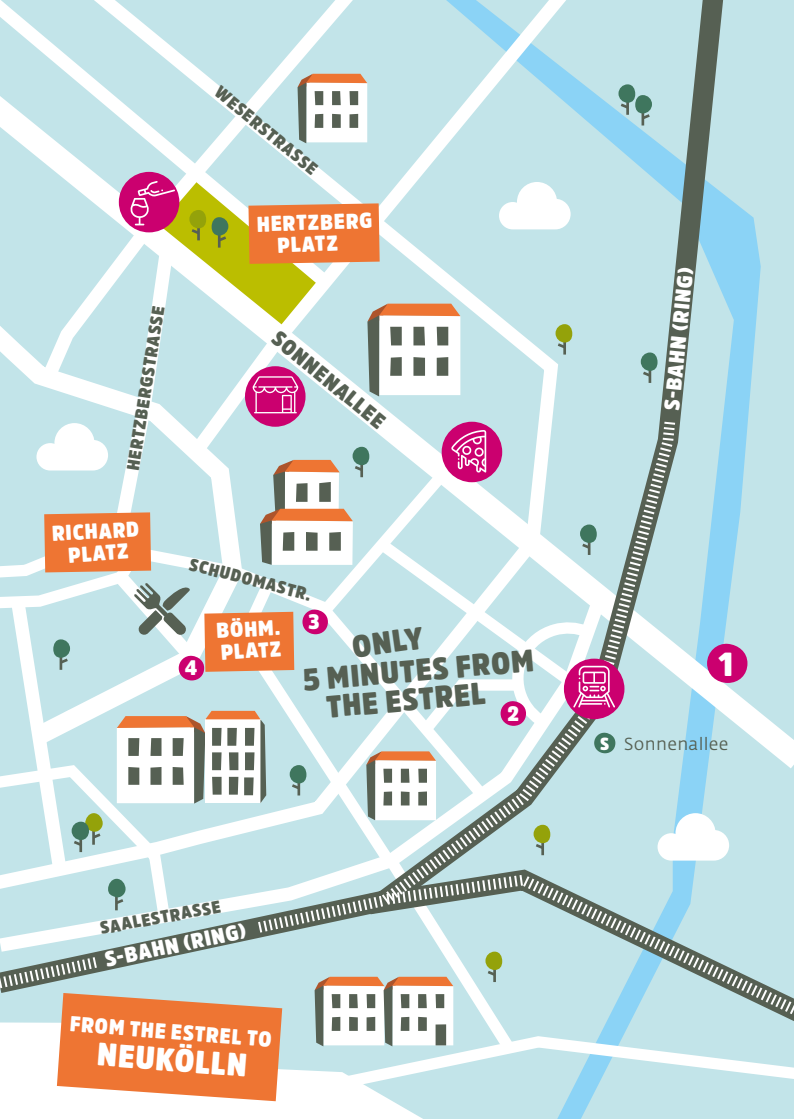 WESERSTRASSE
HERTZBERG
PLATZ
S-BAHN (RING)
HERTZBERGSTRASSE
SONNENALLEE
RICHARD
PLATZ
SCHUDOMASTR.
BÖHM.
PLATZ
3
4
ONLY
5 MINUTES FROM
THE ESTREL
2
1
S Sonnenallee
SAALESTRASSE
S-BAHN (RING)
FROM THE ESTREL TO
NEUKÖLLN